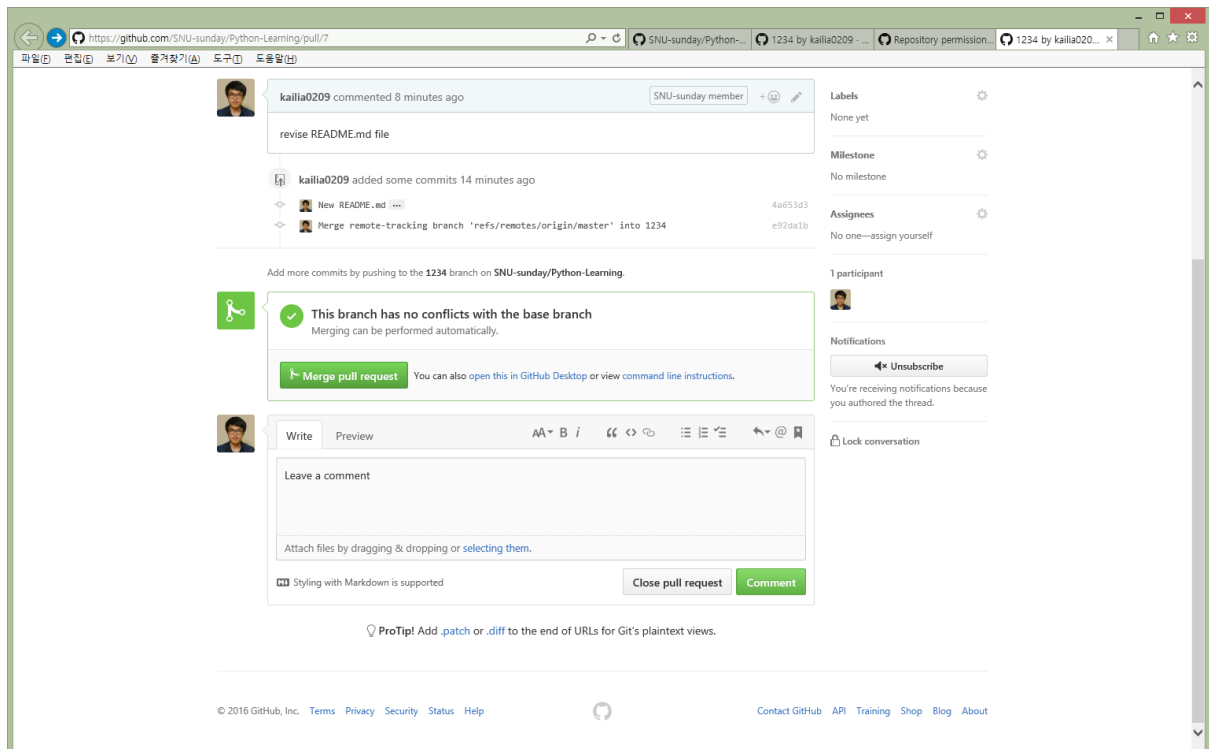 https://github.com/SNU-sunday/Python-Learning/pull/7
SNU-sunday/Python-...
1234 by kailia0209 · ...
Repository permission...
1234 by kailia020...
파일(F) 편집(E) 보기(V) 즐겨찾기(A) 도구(T) 도움말(H)
kailia0209 commented 8 minutes ago
SNU-sunday member
revise README.md file
kailia0209 added some commits 14 minutes ago
New README.md ...
4a653d3
Merge remote-tracking branch 'refs/remotes/origin/master' into 1234
e92da1b
Add more commits by pushing to the 1234 branch on SNU-sunday/Python-Learning.
This branch has no conflicts with the base branch
Merging can be performed automatically.
Merge pull request
You can also open this in GitHub Desktop or view command line instructions.
Write
Preview
AA B i
Leave a comment
Attach files by dragging & dropping or selecting them.
Styling with Markdown is supported
Close pull request
Comment
ProTip! Add .patch or .diff to the end of URLs for Git's plaintext views.
Labels
None yet
Milestone
No milestone
Assignees
No one—assign yourself
1 participant
Notifications
Unsubscribe
You're receiving notifications because
you authored the thread.
Lock conversation
© 2016 GitHub, Inc. Terms Privacy Security Status Help
Contact GitHub API Training Shop Blog About